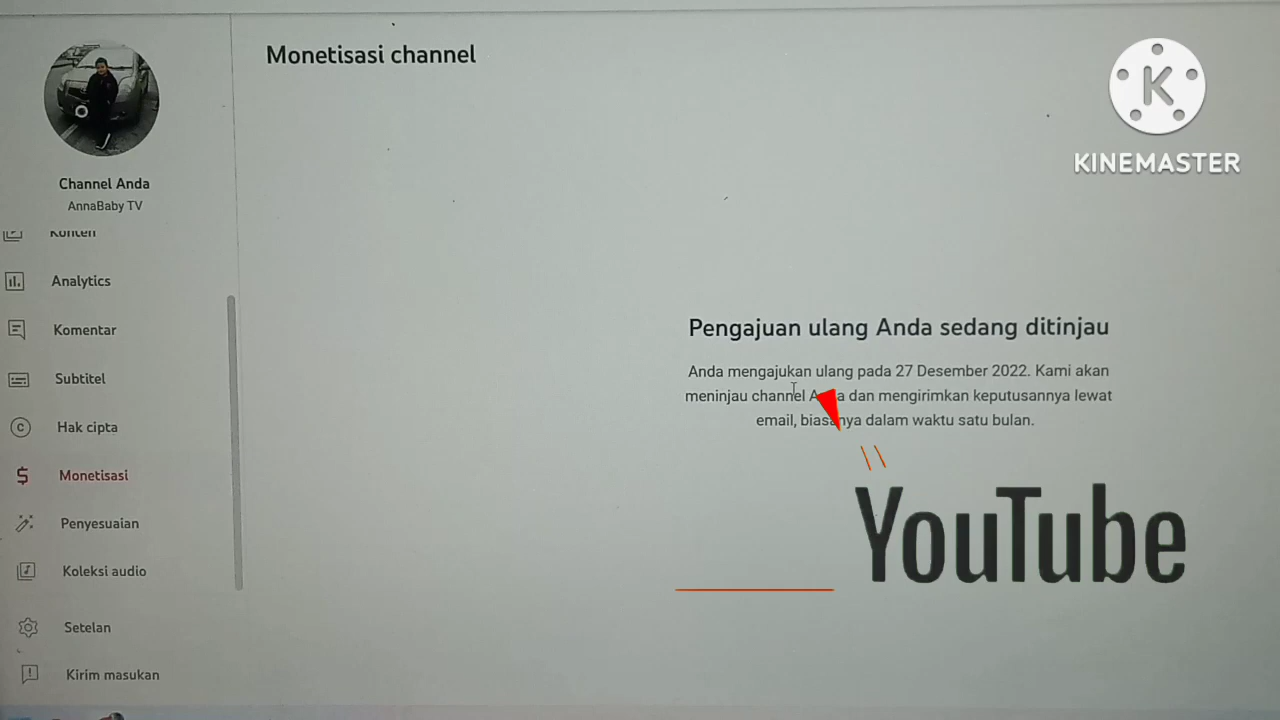 Monetisasi channel
KINEMASTER
Channel Anda
AnnaBaby TV
Konten
Analytics
Komentar
Subtitel
Hak cipta
Monetisasi
Penyesuaian
Koleksi audio
Setelan
Kirim masukan
Pengajuan ulang Anda sedang ditinjau
Anda mengajukan ulang pada 27 Desember 2022. Kami akan
meninjau channel Anda dan mengirimkan keputusannya lewat
email, biasanya dalam waktu satu bulan.
YouTube